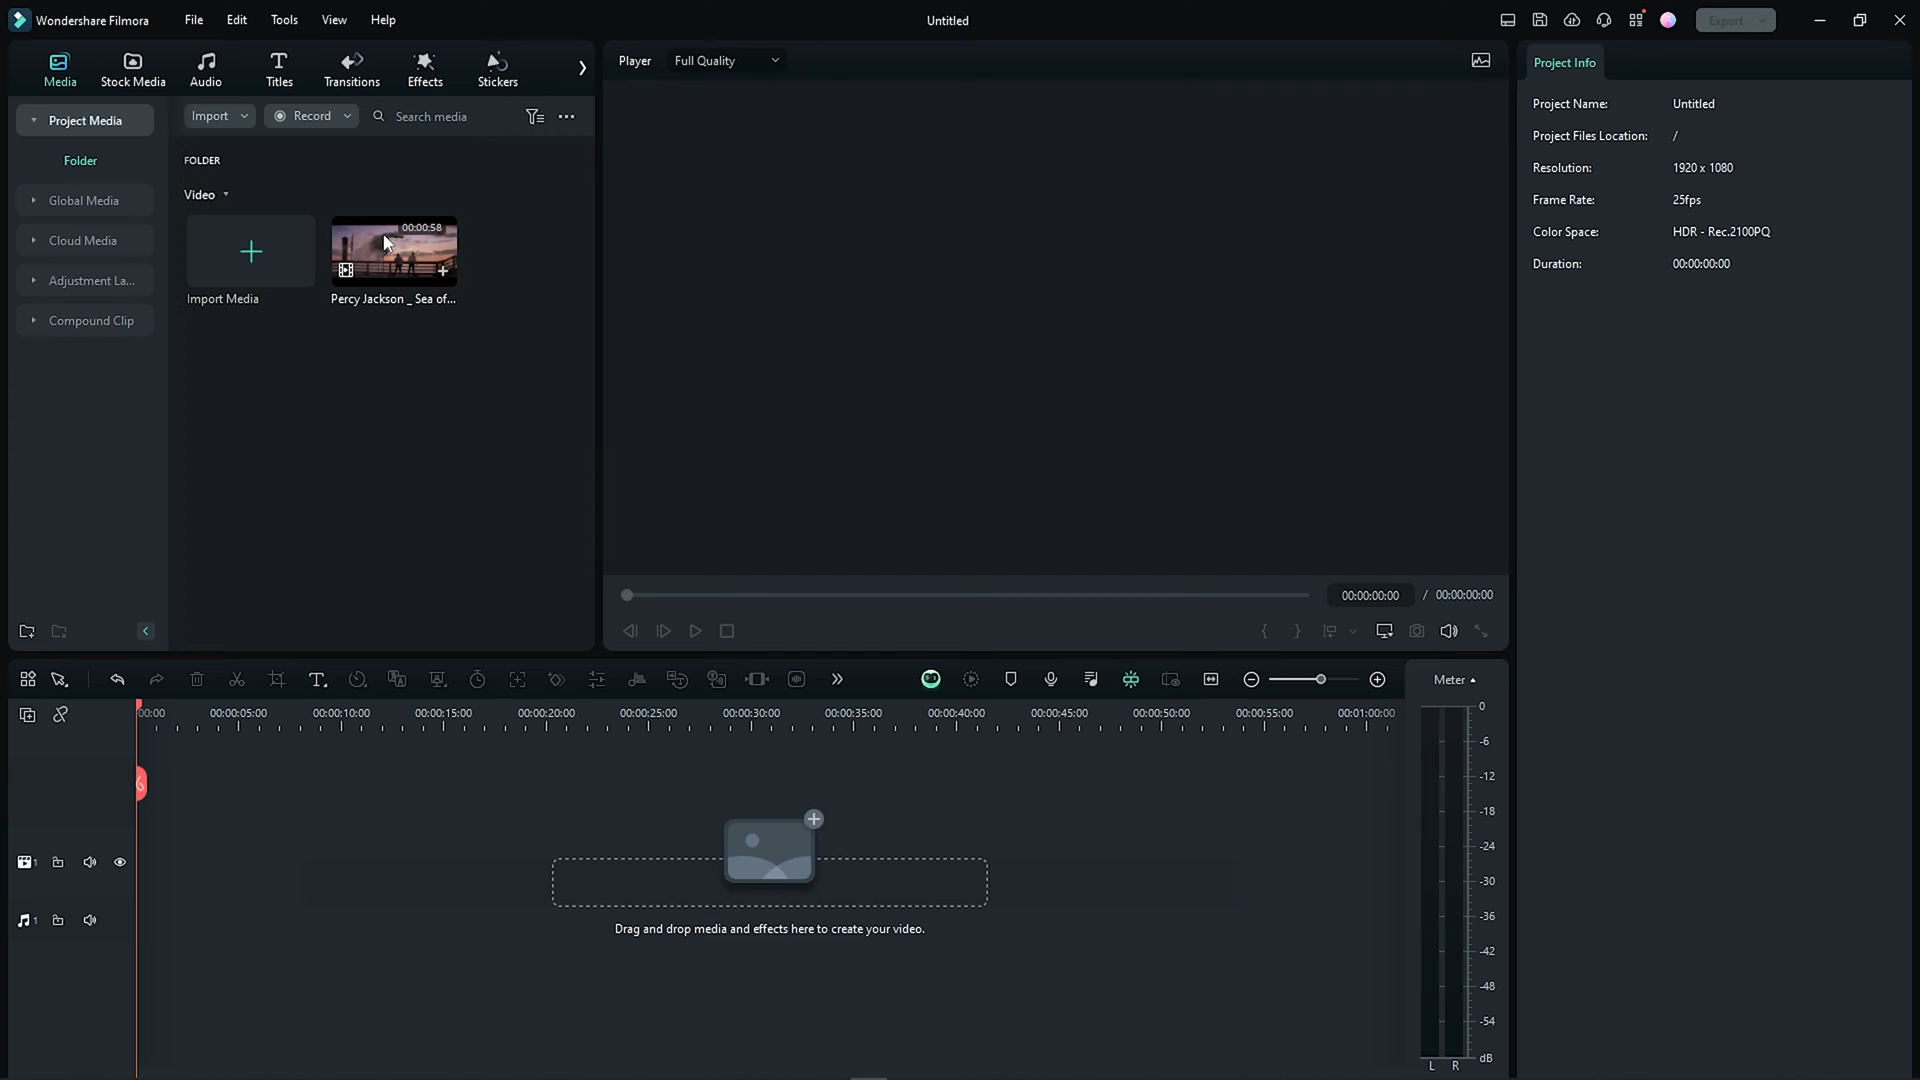 Wondershare Filmora File Edit Tools View Help Untitled Export
Media Stock Media Audio Titles Transitions Effects Stickers
Player Full Quality
Project Info
Project Media
Import Record Search media
Folder
FOLDER
Video
Global Media
Cloud Media
Adjustment La...
Compound Clip
00:00:58
Import Media Percy Jackson _ Sea of...
Project Name: Untitled
Project Files Location: /
Resolution: 1920 x 1080
Frame Rate: 25fps
Color Space: HDR - Rec.2100PQ
Duration: 00:00:00:00
00:00:00:00 / 00:00:00:00
Meter
00:00 00:00:05:00 00:00:10:00 00:00:15:00 00:00:20:00 00:00:25:00 00:00:30:00 00:00:35:00 00:00:40:00 00:00:45:00 00:00:50:00 00:00:55:00 00:01:00:00
1
1
Drag and drop media and effects here to create your video.
0
-6
-12
-18
-24
-30
-36
-42
-48
-54
dB
L R